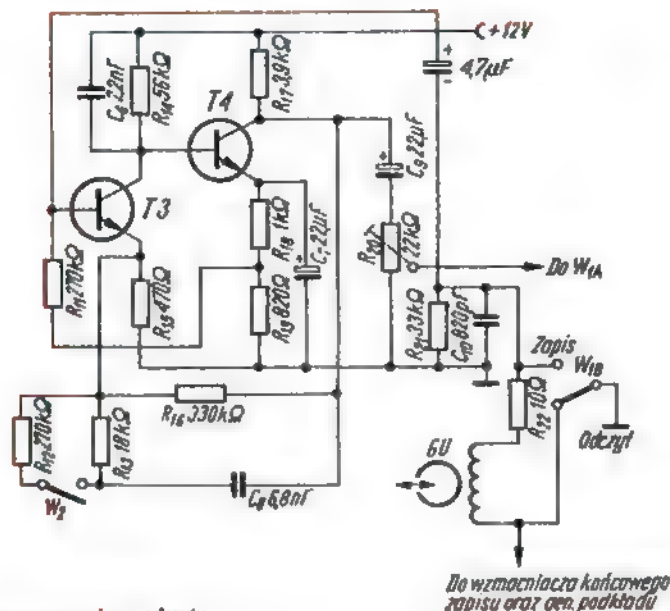 C+12V
4,7μF
+
-
C6 2,2nF
R14 56kΩ
R17 3,9kΩ
T4
T3
C9 22μF
+
R18 1kΩ
C7 22μF
+
R20
22kΩ
Do W1A
R11 270kΩ
R15 470Ω
R19 820Ω
R21 33kΩ
C10 820pF
Zapis
W1B
R16 330kΩ
R12 270kΩ
R13 18kΩ
R22 10Ω
Odczyt
GU
W2
C8 6,8nF
Do wzmacniacza końcowego
zapisu oraz gen. podkładu